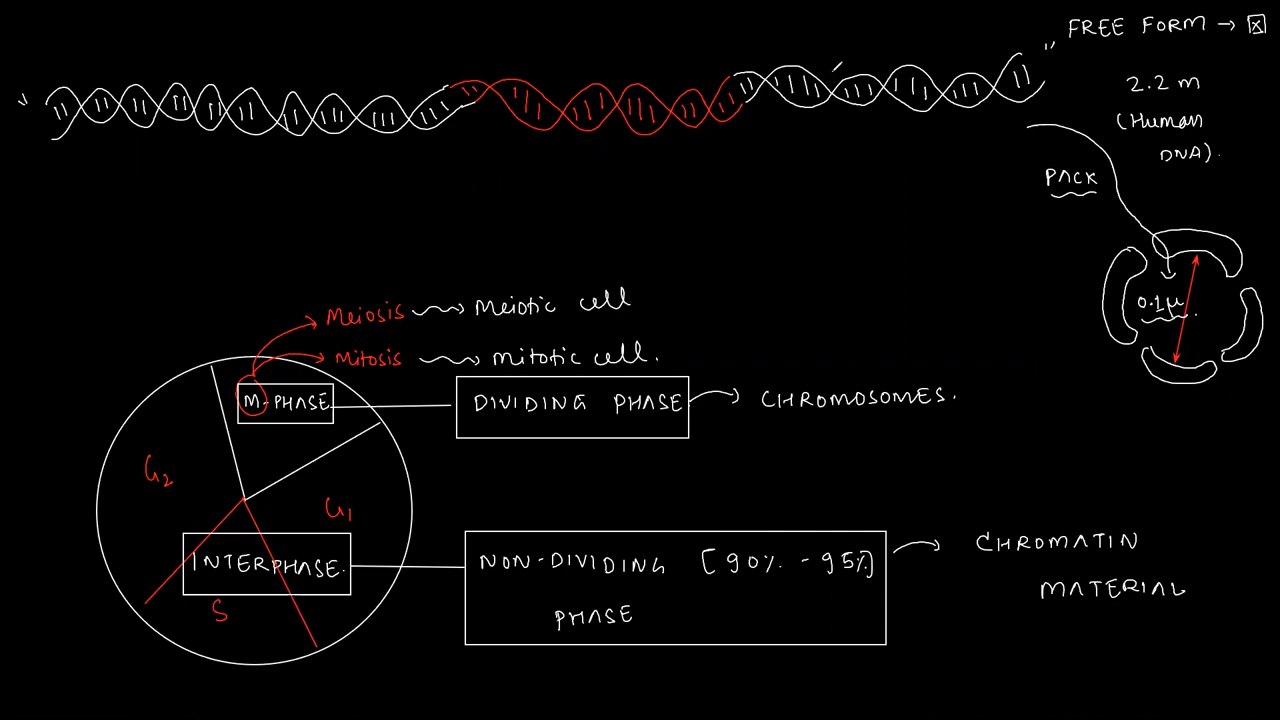 FREE FORM → ☒
2.2 m
(Human
DNA).
PACK
0.1μ.
Meiosis → Meiotic cell
Mitosis → mitotic cell.
M-PHASE
DIVIDING PHASE → CHROMOSOMES.
G2
G1
INTERPHASE.
S
NON-DIVIDING [90% - 95%]
PHASE
CHROMATIN
MATERIAL